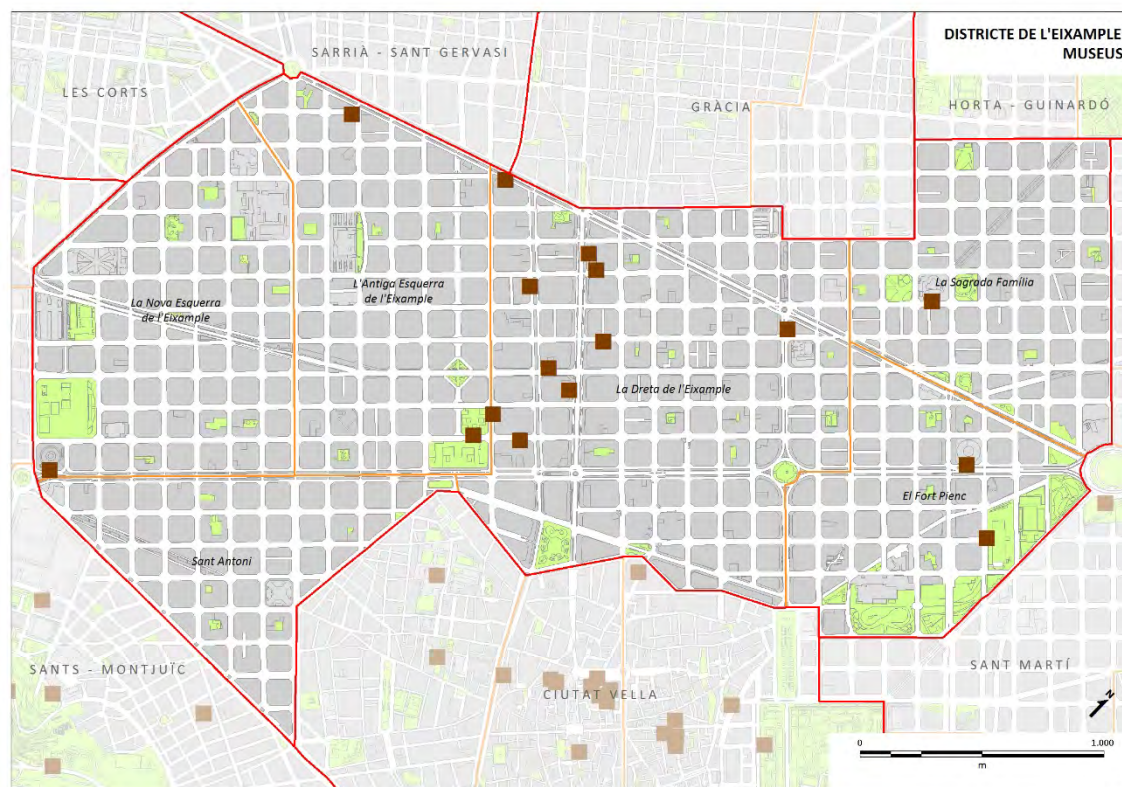 DISTRICTE DE L'EIXAMPLE
MUSEUS
SARRIÀ - SANT GERVASI
LES CORTS
GRÀCIA
HORTA - GUINARDÓ
L'Antiga Esquerra
de l'Eixample
La Sagrada Família
La Nova Esquerra
de l'Eixample
La Dreta de l'Eixample
El Fort Pienc
Sant Antoni
SANTS - MONTJUÏC
SANT MARTÍ
CIUTAT VELLA
N
0
1.000
m